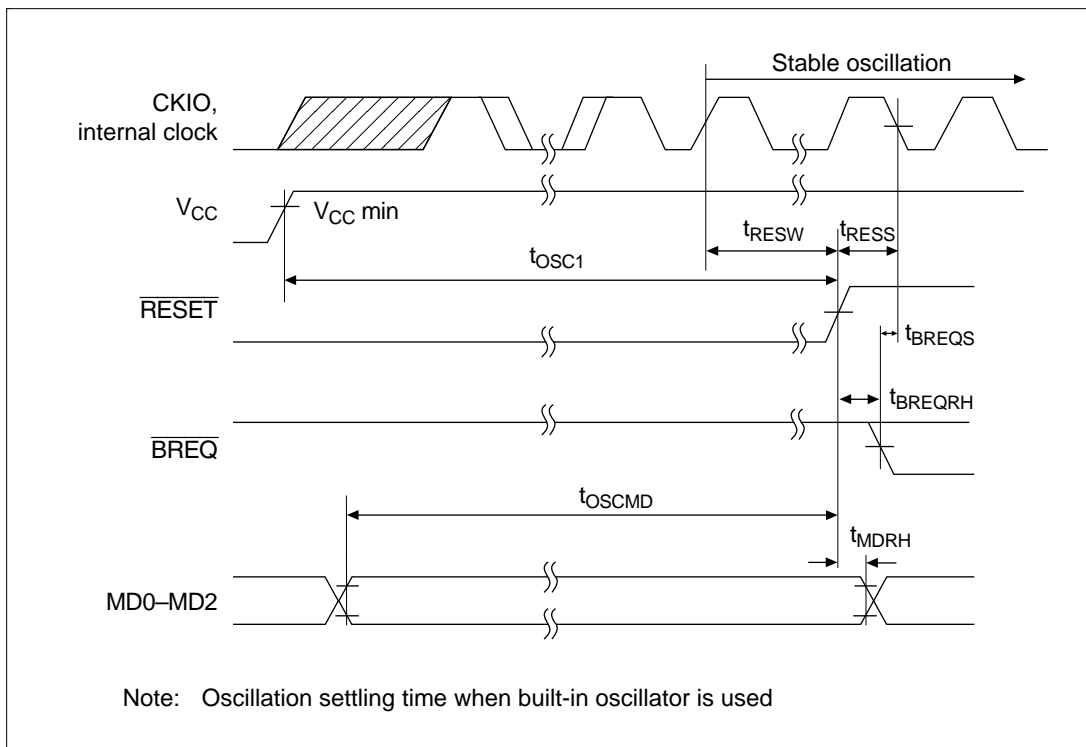 Stable oscillation
CKIO,
internal clock
VCC
VCC min
tRESW
tRESS
tOSC1
RESET
tBREQS
tBREQRH
BREQ
tOSCMD
tMDRH
MD0–MD2
Note: Oscillation settling time when built-in oscillator is used